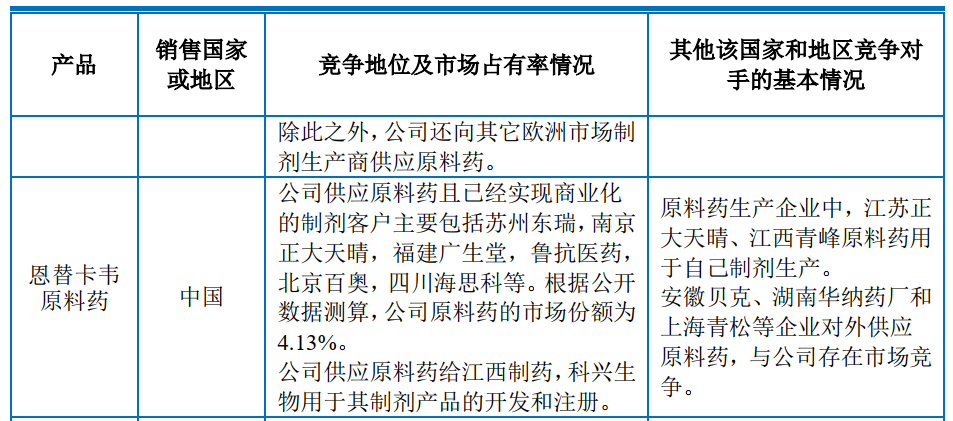 产品
销售国家
或地区
竞争地位及市场占有率情况
其他该国家和地区竞争对
手的基本情况
除此之外，公司还向其它欧洲市场制
剂生产商供应原料药。
恩替卡韦
原料药
中国
公司供应原料药且已经实现商业化
的制剂客户主要包括苏州东瑞，南京
正大天晴，福建广生堂，鲁抗医药，
北京百奥，四川海思科等。根据公开
数据测算，公司原料药的市场份额为
4.13%。
公司供应原料药给江西制药，科兴生
物用于其制剂产品的开发和注册。
原料药生产企业中，江苏正
大天晴、江西青峰原料药用
于自己制剂生产。
安徽贝克、湖南华纳药厂和
上海青松等企业对外供应
原料药，与公司存在市场竞
争。